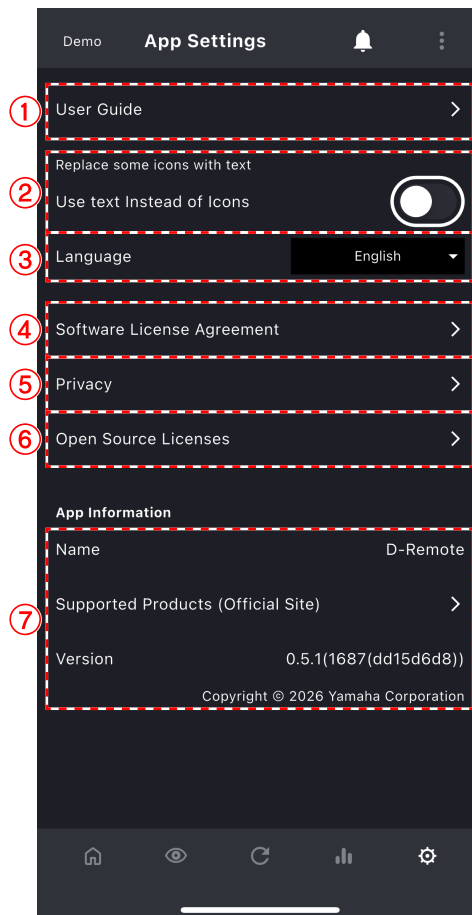 Demo App Settings
① User Guide
Replace some icons with text
② Use text Instead of Icons
③ Language English
④ Software License Agreement
⑤ Privacy
⑥ Open Source Licenses
App Information
Name D-Remote
⑦ Supported Products (Official Site)
Version 0.5.1(1687(dd15d6d8))
Copyright © 2026 Yamaha Corporation